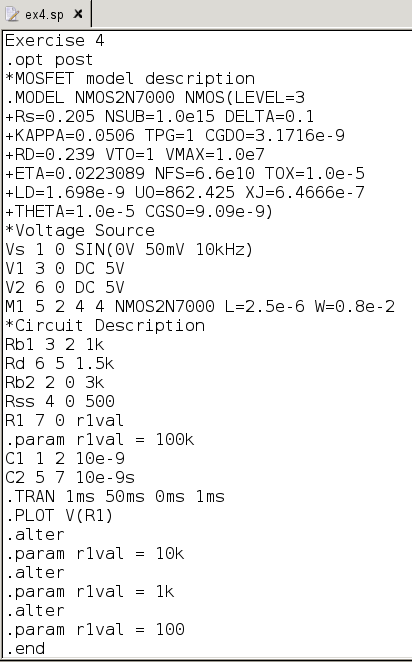 ex4.sp
Exercise 4
.opt post
*MOSFET model description
.MODEL NMOS2N7000 NMOS(LEVEL=3
+Rs=0.205 NSUB=1.0e15 DELTA=0.1
+KAPPA=0.0506 TPG=1 CGDO=3.1716e-9
+RD=0.239 VTO=1 VMAX=1.0e7
+ETA=0.0223089 NFS=6.6e10 TOX=1.0e-5
+LD=1.698e-9 UO=862.425 XJ=6.4666e-7
+THETA=1.0e-5 CGSO=9.09e-9)
*Voltage Source
Vs 1 0 SIN(0V 50mV 10kHz)
V1 3 0 DC 5V
V2 6 0 DC 5V
M1 5 2 4 4 NMOS2N7000 L=2.5e-6 W=0.8e-2
*Circuit Description
Rb1 3 2 1k
Rd 6 5 1.5k
Rb2 2 0 3k
Rss 4 0 500
R1 7 0 r1val
.param r1val = 100k
C1 1 2 10e-9
C2 5 7 10e-9s
.TRAN 1ms 50ms 0ms 1ms
.PLOT V(R1)
.alter
.param r1val = 10k
.alter
.param r1val = 1k
.alter
.param r1val = 100
.end